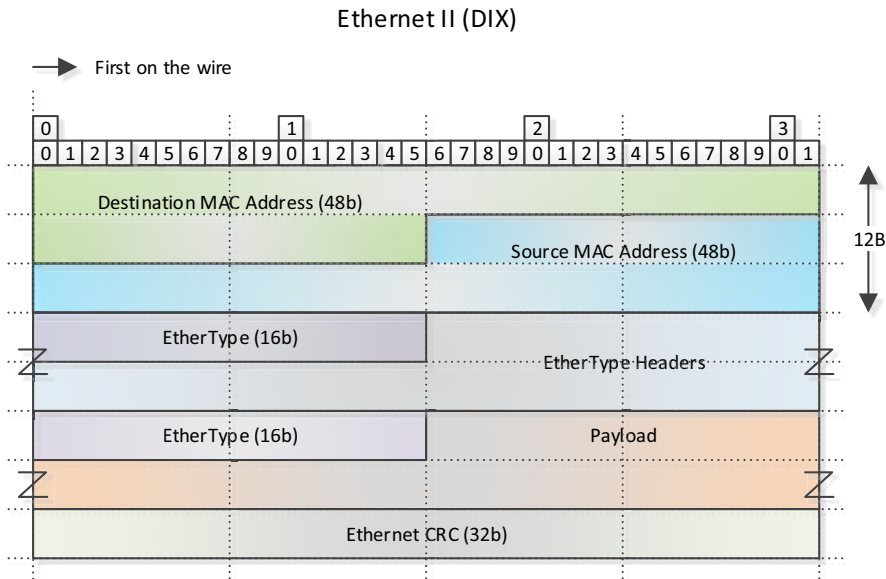 Ethernet II (DIX)
First on the wire
0 1 2 3
0 1 2 3 4 5 6 7 8 9 0 1 2 3 4 5 6 7 8 9 0 1 2 3 4 5 6 7 8 9 0 1
Destination MAC Address (48b)
Source MAC Address (48b)
12B
EtherType (16b)
EtherType Headers
EtherType (16b) Payload
Ethernet CRC (32b)